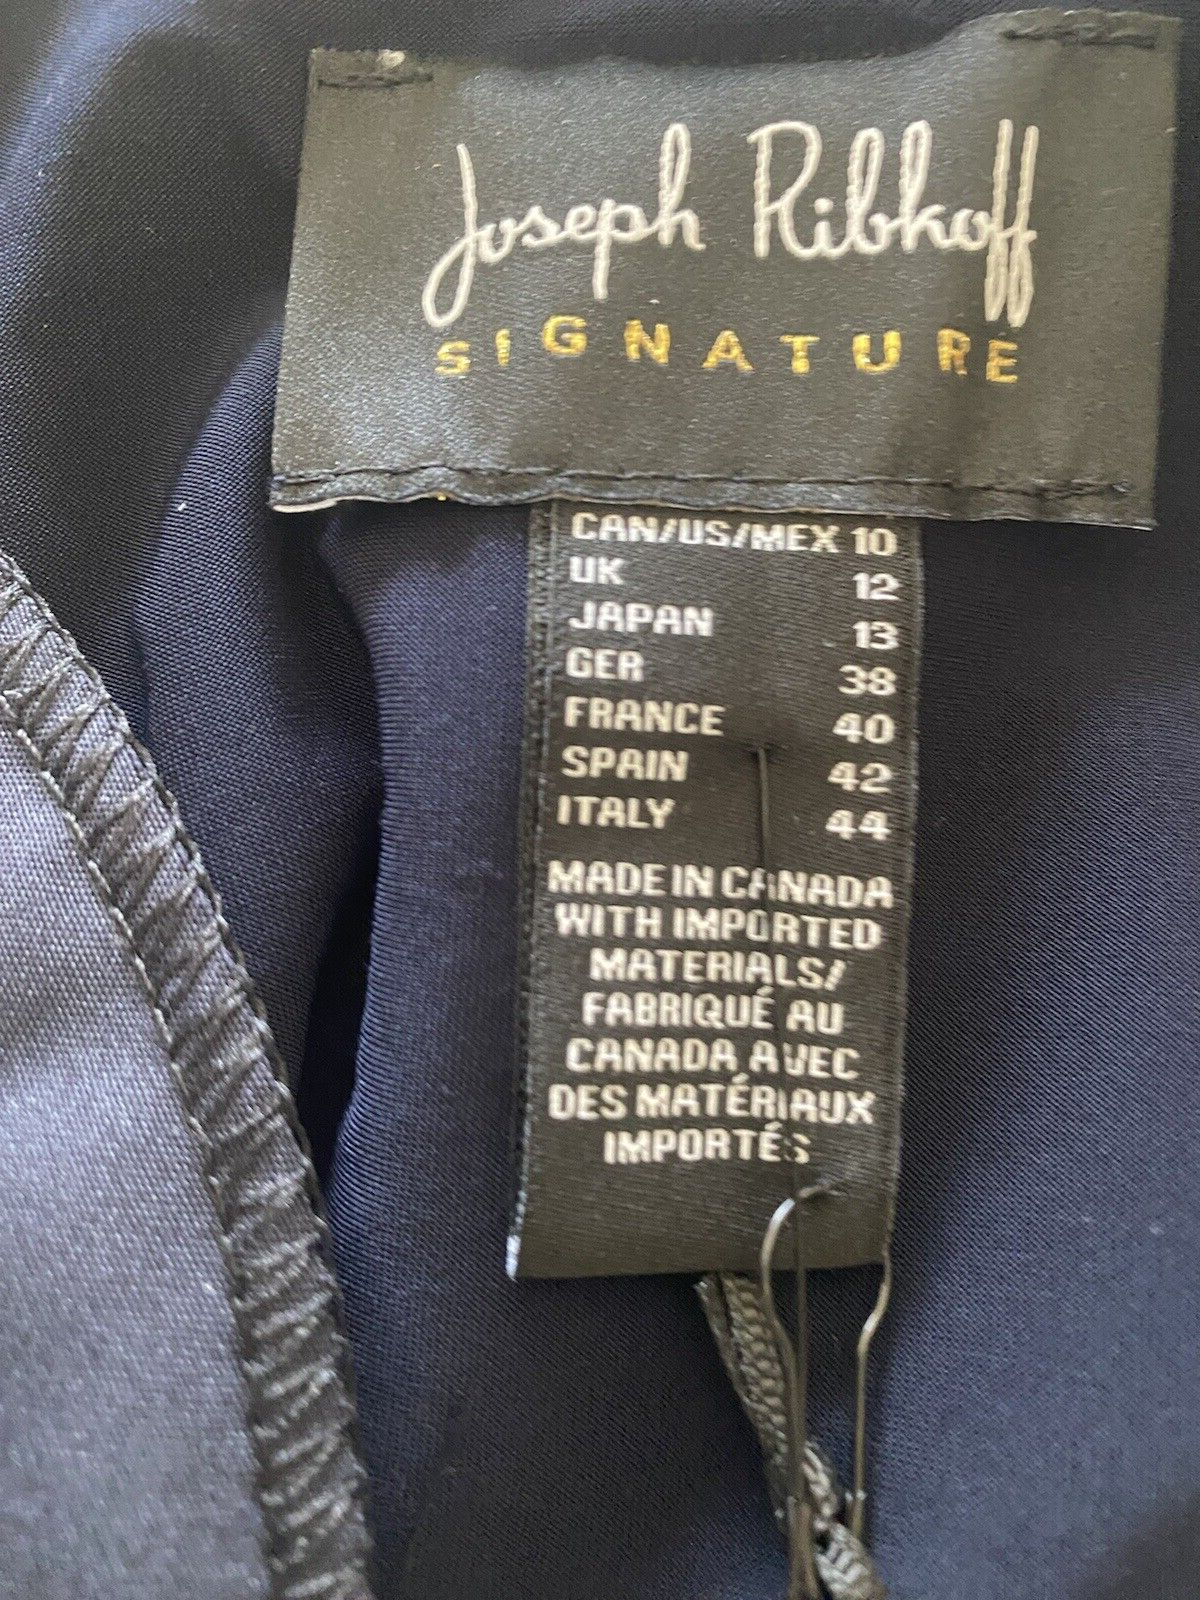 Joseph Ribkoff
SIGNATURE
CAN/US/MEX 10
UK 12
JAPAN 13
GER 38
FRANCE 40
SPAIN 42
ITALY 44
MADE IN CANADA
WITH IMPORTED
MATERIALS/
FABRIQUÉ AU
CANADA AVEC
DES MATÉRIAUX
IMPORTÉS